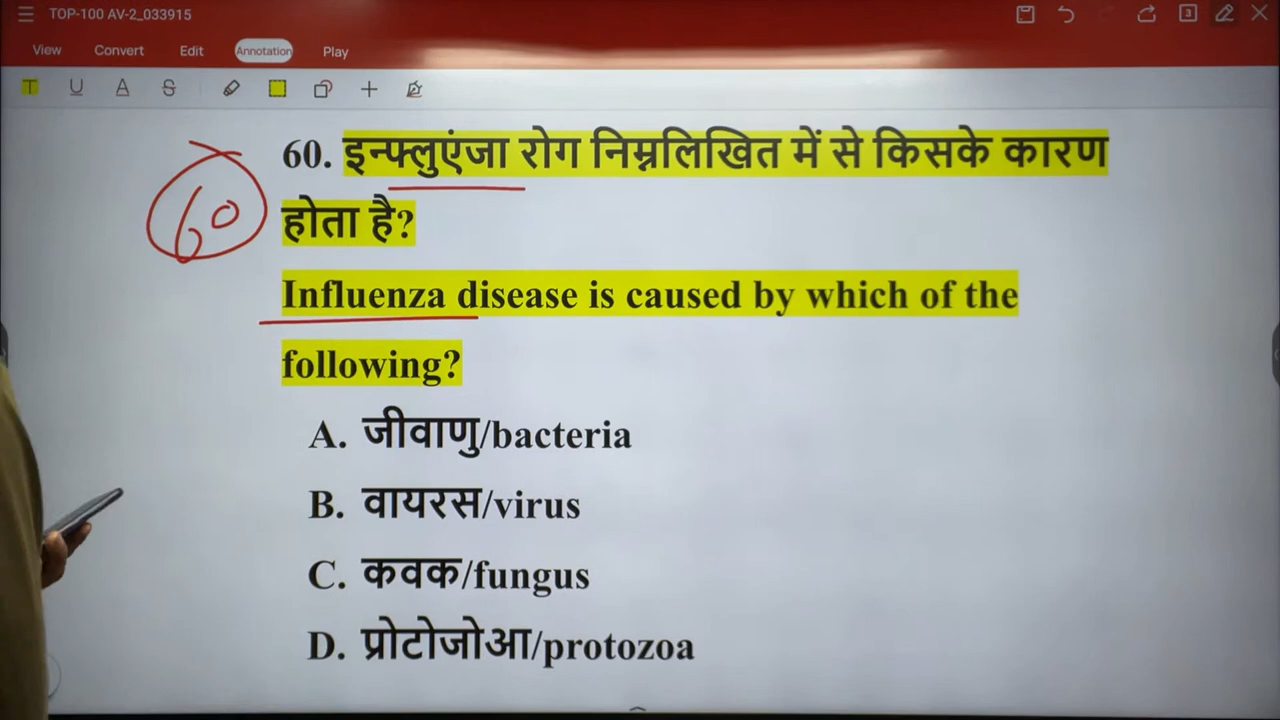 TOP-100 AV-2_033915
3
View Convert Edit Annotation Play
T U A S
60
60. इन्फ्लुएंजा रोग निम्नलिखित में से किसके कारण
होता है?
Influenza disease is caused by which of the
following?
A. जीवाणु/bacteria
B. वायरस/virus
C. कवक/fungus
D. प्रोटोजोआ/protozoa